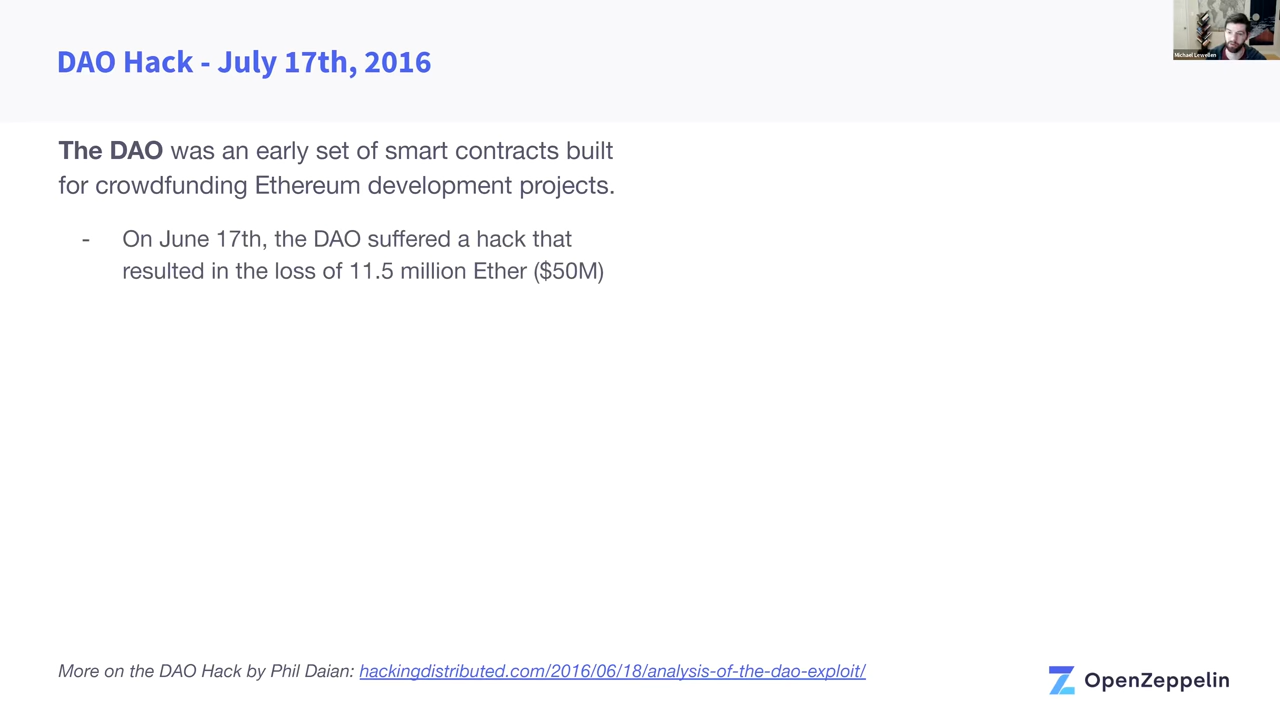 DAO Hack - July 17th, 2016
Michael Lewellen
The DAO was an early set of smart contracts built
for crowdfunding Ethereum development projects.
- On June 17th, the DAO suffered a hack that
resulted in the loss of 11.5 million Ether ($50M)
More on the DAO Hack by Phil Daian: hackingdistributed.com/2016/06/18/analysis-of-the-dao-exploit/
OpenZeppelin